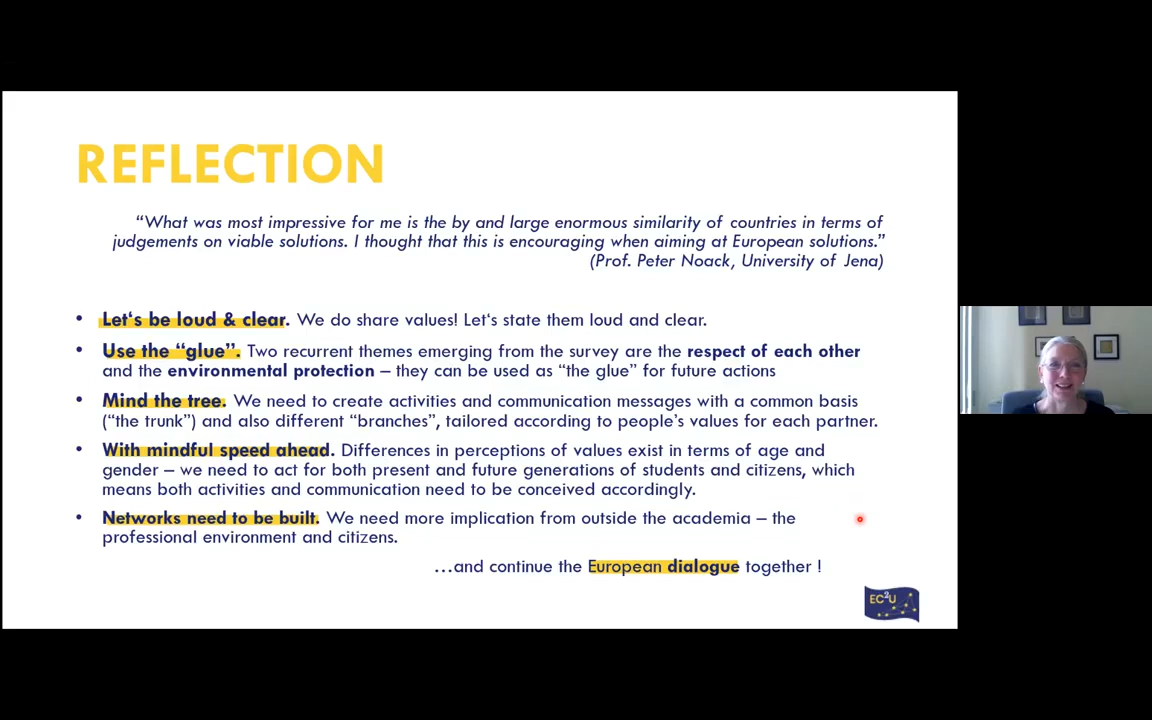 REFLECTION
“What was most impressive for me is the by and large enormous similarity of countries in terms of
judgements on viable solutions. I thought that this is encouraging when aiming at European solutions.”
(Prof. Peter Noack, University of Jena)
• Let‘s be loud & clear. We do share values! Let‘s state them loud and clear.
• Use the “glue”. Two recurrent themes emerging from the survey are the respect of each other
and the environmental protection – they can be used as “the glue” for future actions
• Mind the tree. We need to create activities and communication messages with a common basis
(“the trunk”) and also different “branches”, tailored according to people’s values for each partner.
• With mindful speed ahead. Differences in perceptions of values exist in terms of age and
gender – we need to act for both present and future generations of students and citizens, which
means both activities and communication need to be conceived accordingly.
• Networks need to be built. We need more implication from outside the academia – the
professional environment and citizens.
…and continue the European dialogue together !
EC2U